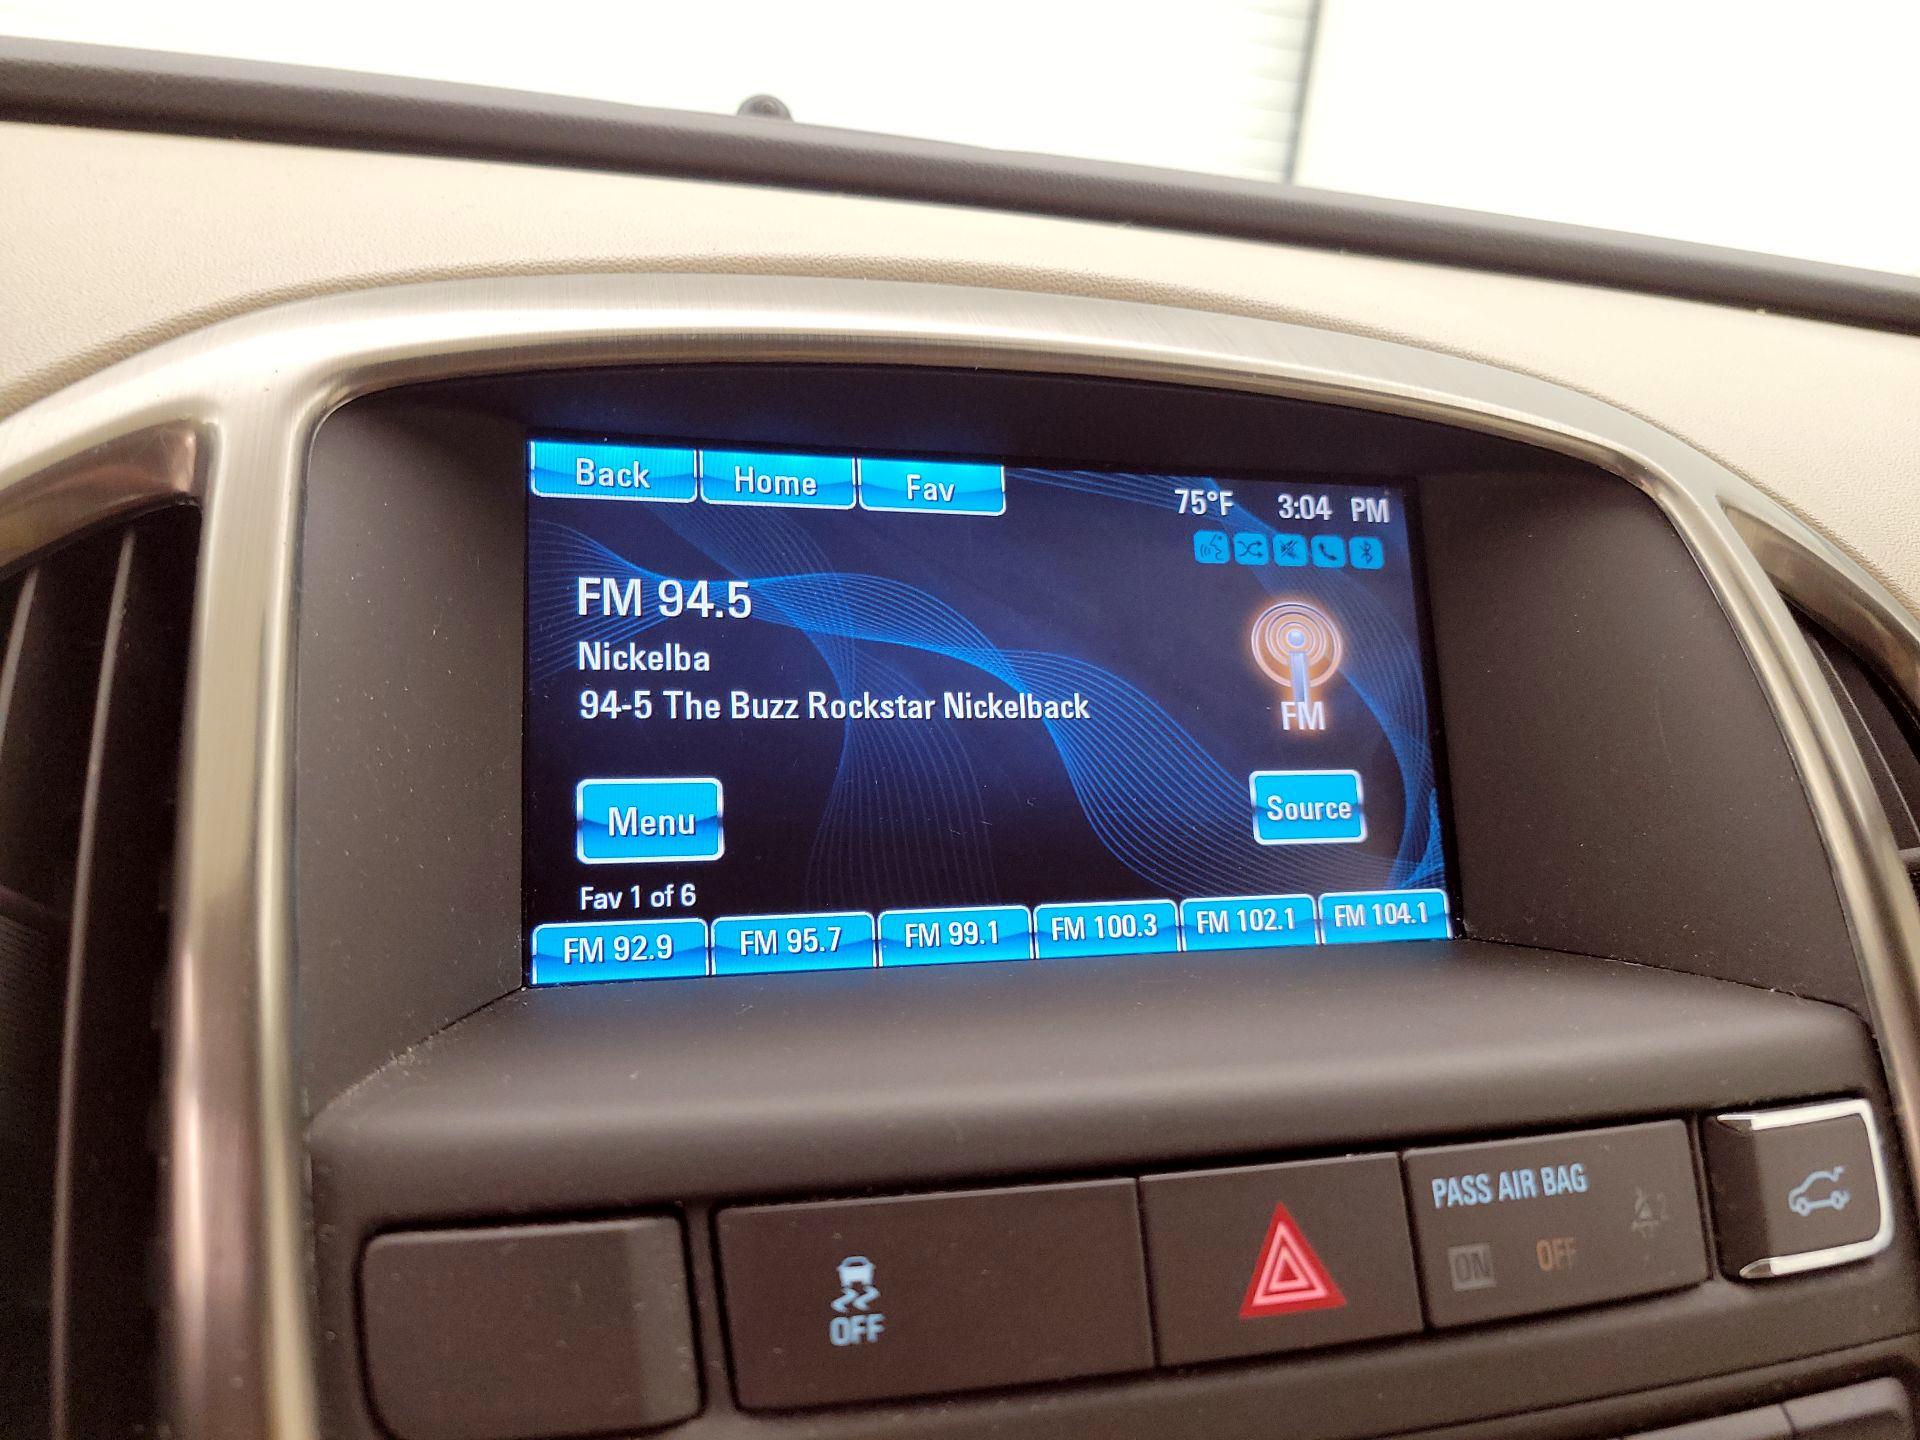 Back Home Fav
75°F 3:04 PM
FM 94.5
Nickelba
94-5 The Buzz Rockstar Nickelback
FM
Menu
Source
Fav 1 of 6
FM 92.9 FM 95.7 FM 99.1 FM 100.3 FM 102.1 FM 104.1
PASS AIR BAG
ON OFF 2
OFF